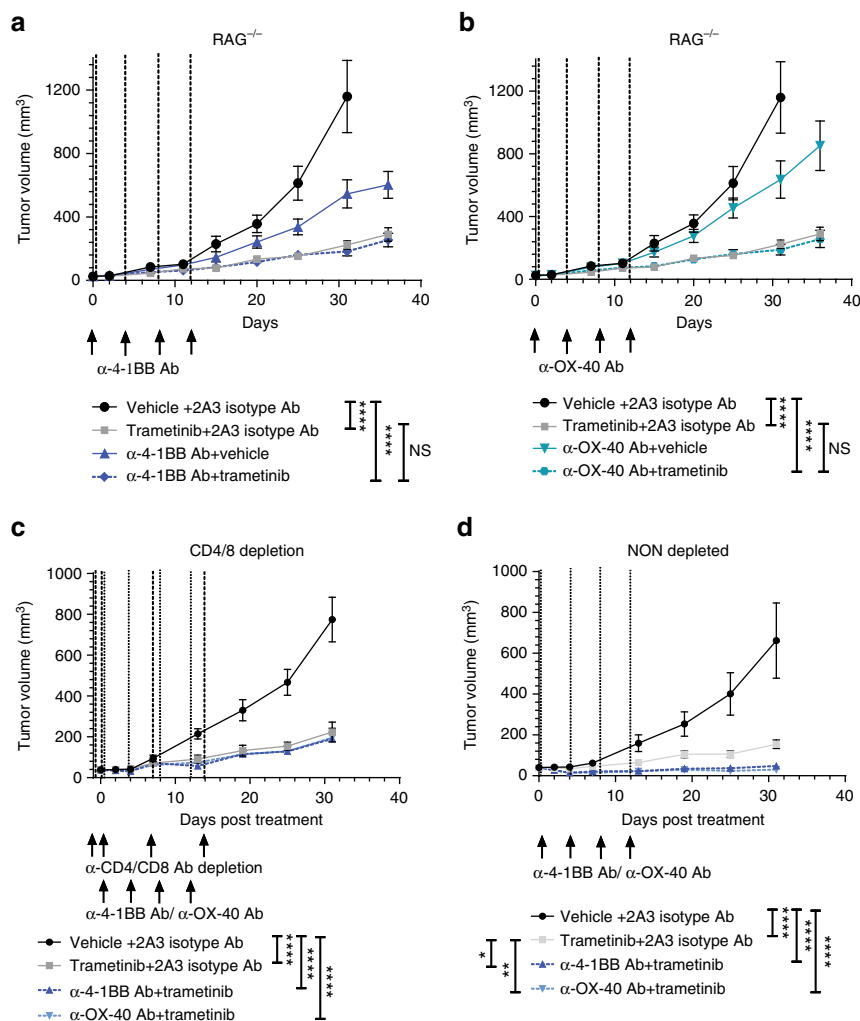 a
RAG−/−
Tumor volume (mm3)
1200
800
400
0
0 10 20 30 40
Days
α-4-1BB Ab
Vehicle +2A3 isotype Ab
Trametinib+2A3 isotype Ab
α-4-1BB Ab+vehicle
α-4-1BB Ab+trametinib
****
****
NS
b
RAG−/−
Tumor volume (mm3)
1200
800
400
0
0 10 20 30 40
Days
α-OX-40 Ab
Vehicle +2A3 isotype Ab
Trametinib+2A3 isotype Ab
α-OX-40 Ab+vehicle
α-OX-40 Ab+trametinib
****
****
NS
c
CD4/8 depletion
Tumor volume (mm3)
1000
800
600
400
200
0
0 10 20 30 40
Days post treatment
α-CD4/CD8 Ab depletion
α-4-1BB Ab/ α-OX-40 Ab
Vehicle +2A3 isotype Ab
Trametinib+2A3 isotype Ab
α-4-1BB Ab+trametinib
α-OX-40 Ab+trametinib
****
****
****
d
NON depleted
Tumor volume (mm3)
1000
800
600
400
200
0
0 10 20 30 40
Days post treatment
α-4-1BB Ab/ α-OX-40 Ab
*
**
Vehicle +2A3 isotype Ab
Trametinib+2A3 isotype Ab
α-4-1BB Ab+trametinib
α-OX-40 Ab+trametinib
****
****
****